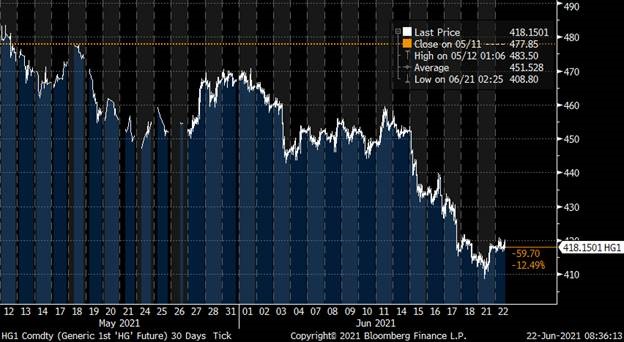 490
Last Price 418.1501
Close on 05/11 ---- 477.85
High on 05/12 01:06 483.50
Average 451.528
Low on 06/21 02:25 408.80
480
470
460
450
440
430
420
418.1501 HG1
-59.70
-12.49%
410
12 13 14 17 18 19 20 21 24 25 26 27 28 31 01 02 03 04 07 08 09 10 11 14 15 16 17 18 21 22
May 2021 Jun 2021
HG1 Comdty (Generic 1st 'HG' Future) 30 Days Tick Copyright© 2021 Bloomberg Finance L.P. 22-Jun-2021 08:36:13